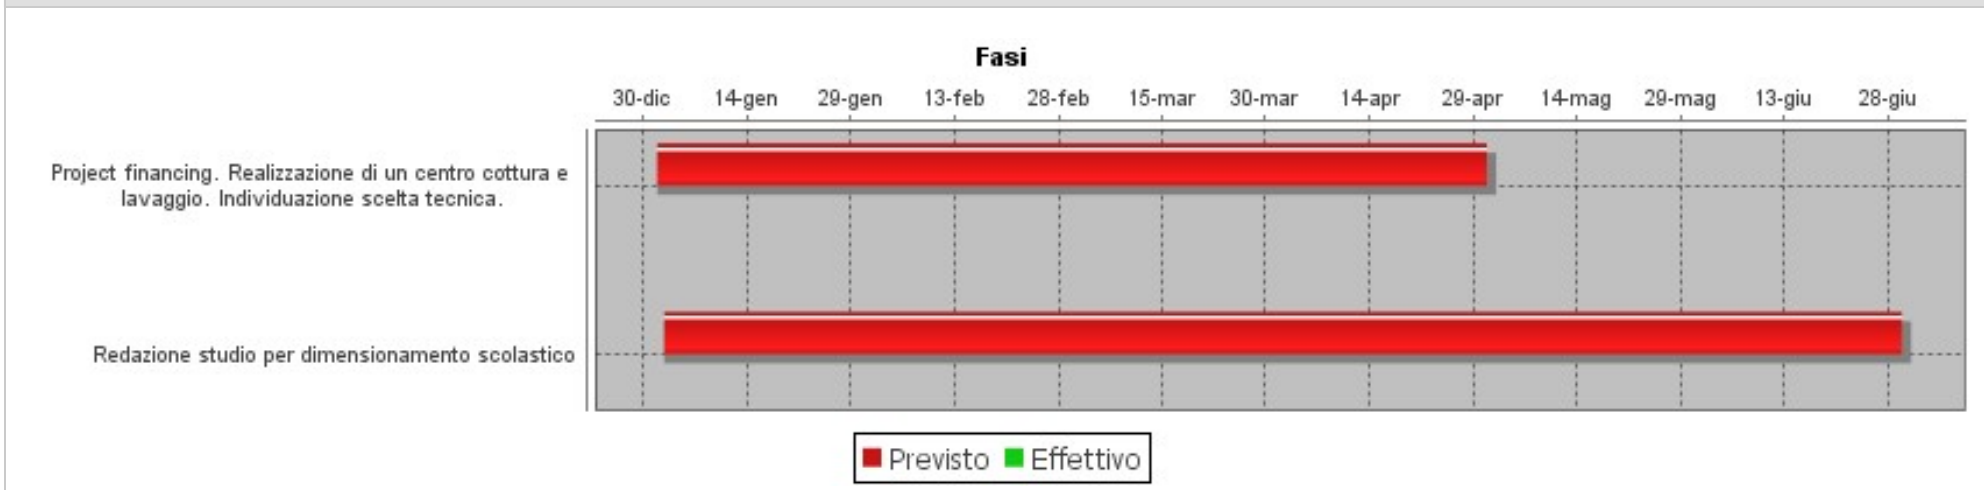 Fasi
30-dic 14-gen 29-gen 13-feb 28-feb 15-mar 30-mar 14-apr 29-apr 14-mag 29-mag 13-giu 28-giu
Project financing. Realizzazione di un centro cottura e
lavaggio. Individuazione scelta tecnica.
Redazione studio per dimensionamento scolastico
Previsto Effettivo